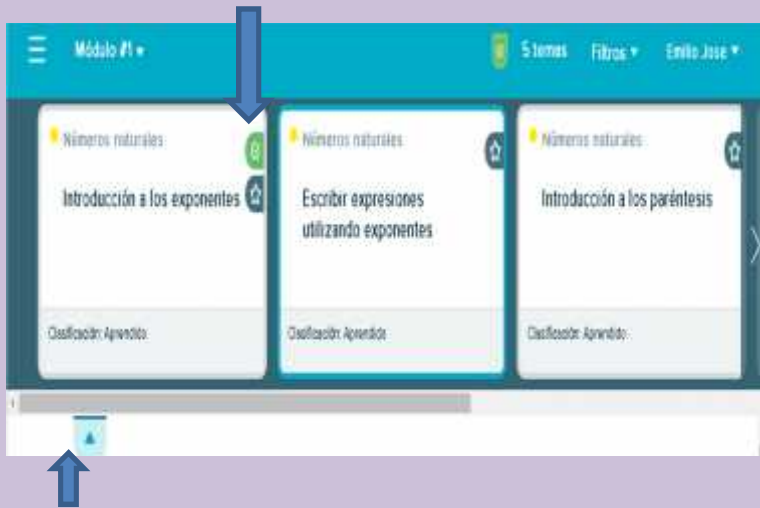 Módulo #1
5 temas
Filtros
Emilio Jose
Números naturales
Introducción a los exponentes
Clasificación: Aprendido
Números naturales
Escribir expresiones
utilizando exponentes
Clasificación: Aprendido
Números naturales
Introducción a los paréntesis
Clasificación: Aprendido